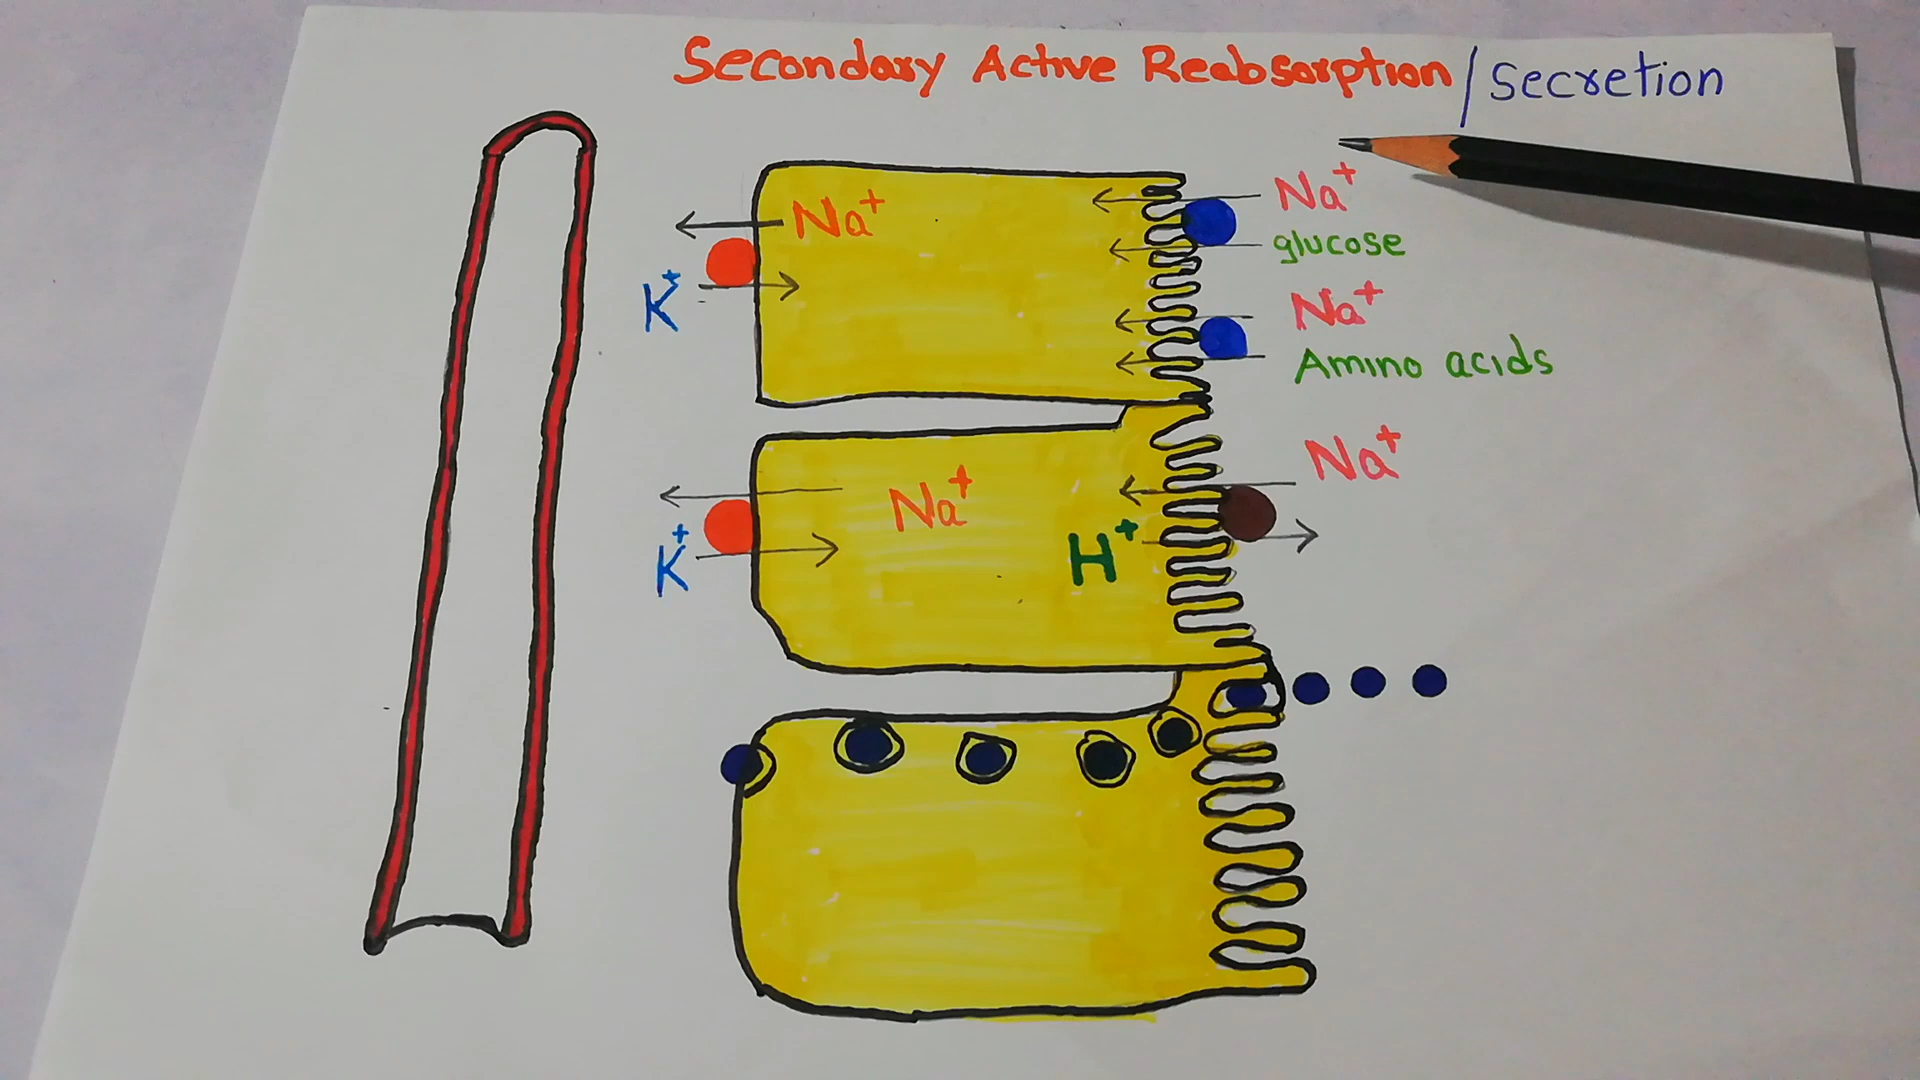 Secondary Active Reabsorption / Secretion
Na+
glucose
Na+
K+
Na+
Amino acids
Na+
Na+
K+
H+